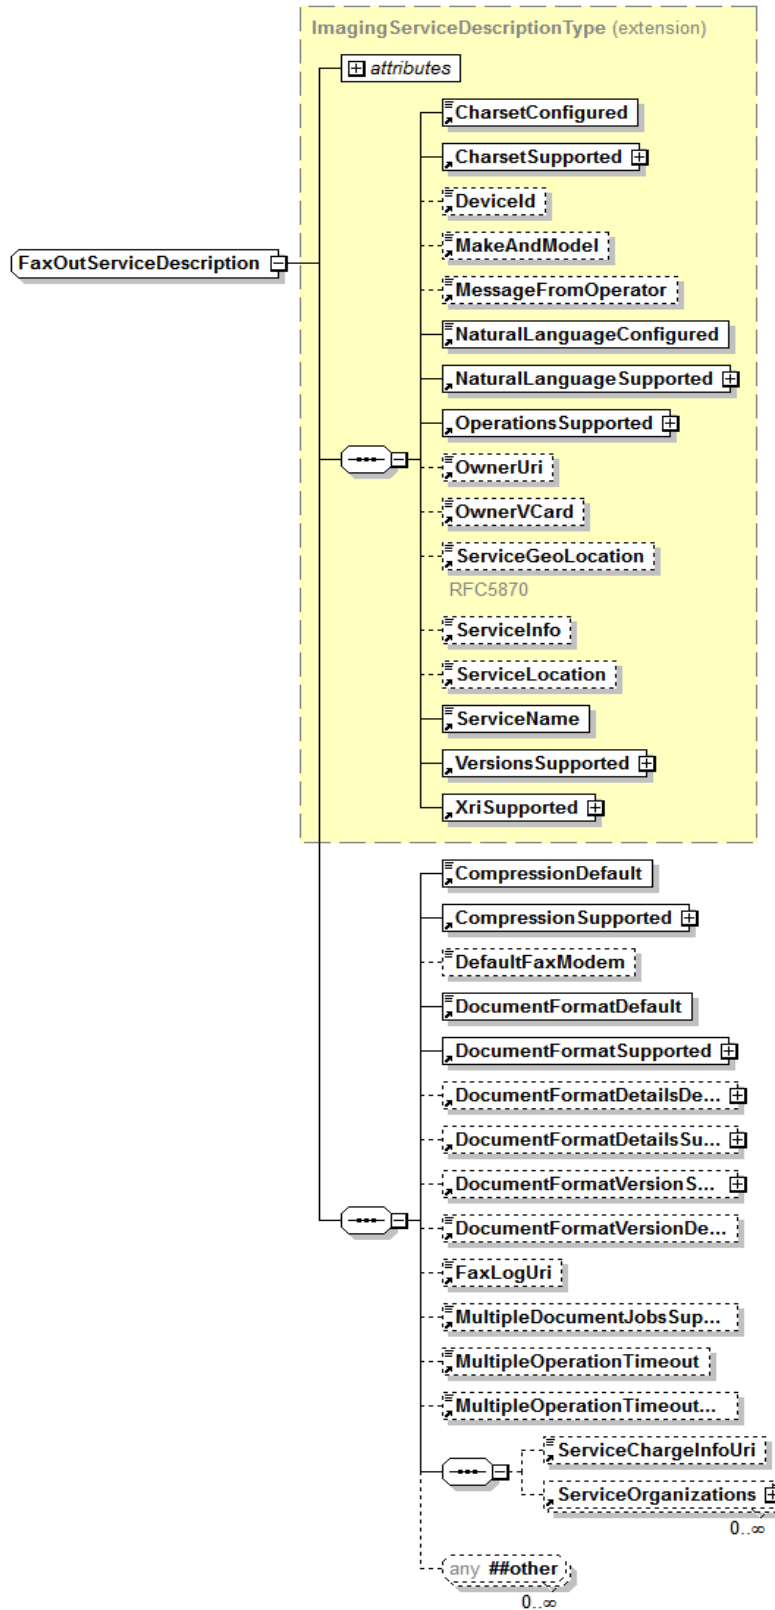 ImagingServiceDescriptionType (extension)
attributes
CharsetConfigured
CharsetSupported
DeviceId
MakeAndModel
FaxOutServiceDescription
MessageFromOperator
NaturalLanguageConfigured
NaturalLanguageSupported
OperationsSupported
OwnerUri
OwnerVCard
ServiceGeoLocation
RFC5870
ServiceInfo
ServiceLocation
ServiceName
VersionsSupported
XriSupported
CompressionDefault
CompressionSupported
DefaultFaxModem
DocumentFormatDefault
DocumentFormatSupported
DocumentFormatDetailsDe...
DocumentFormatDetailsSu...
DocumentFormatVersionS...
DocumentFormatVersionDe...
FaxLogUri
MultipleDocumentJobsSup...
MultipleOperationTimeout
MultipleOperationTimeout...
ServiceChargeInfoUri
ServiceOrganizations
0..∞
any ##other
0..∞